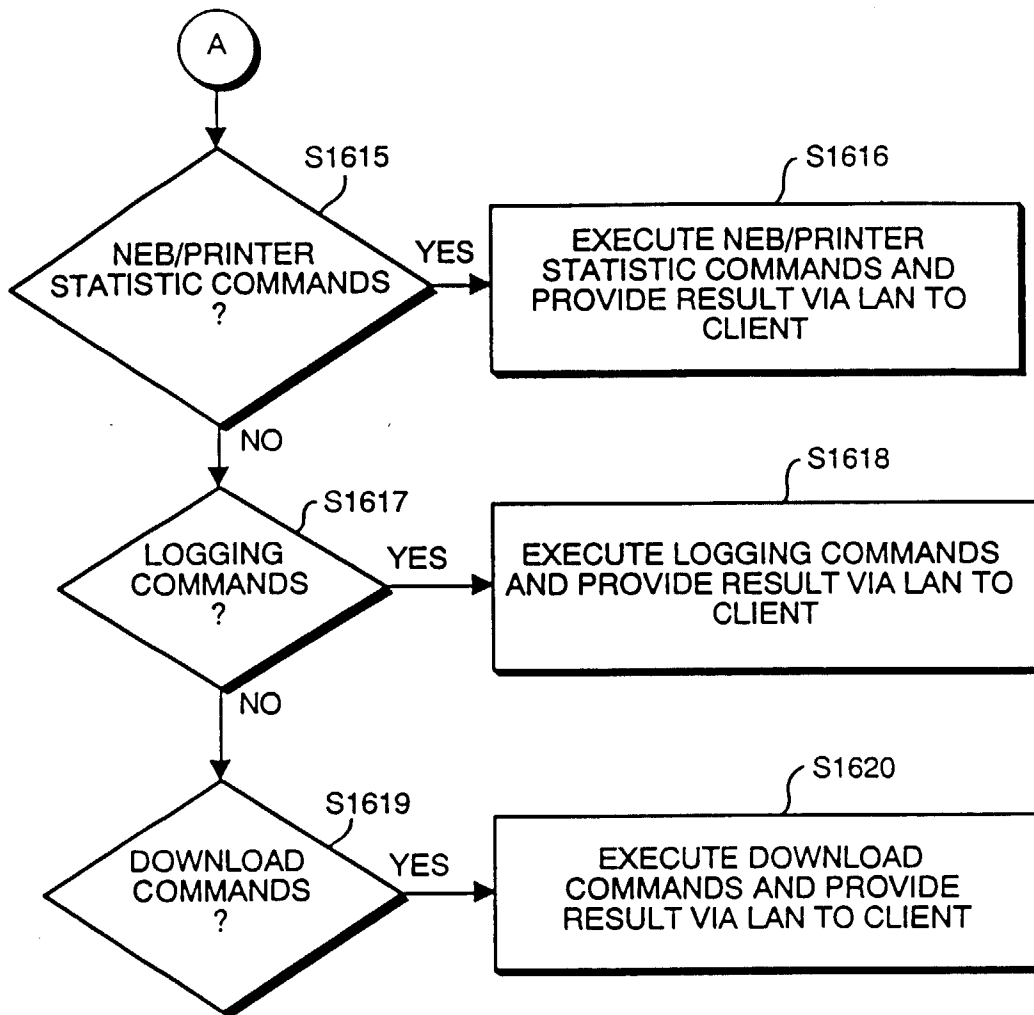 A
S1615
NEB/PRINTER
STATISTIC COMMANDS
?
YES
S1616
EXECUTE NEB/PRINTER
STATISTIC COMMANDS AND
PROVIDE RESULT VIA LAN TO
CLIENT
NO
S1617
LOGGING
COMMANDS
?
YES
S1618
EXECUTE LOGGING COMMANDS
AND PROVIDE RESULT VIA LAN TO
CLIENT
NO
S1619
DOWNLOAD
COMMANDS
?
YES
S1620
EXECUTE DOWNLOAD
COMMANDS AND PROVIDE
RESULT VIA LAN TO CLIENT